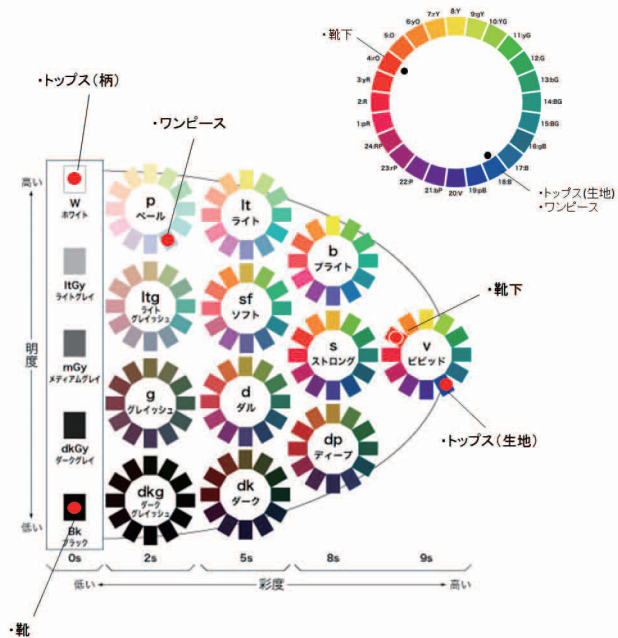 8:Y
7:rY
9:gY
6:yO
10:YG
5:O
11:yG
4:rO
12:G
3:yR
13:bG
2:R
14:BG
1:pR
15:BG
24:RP
16:gB
23:rP
17:B
22:P
18:B
21:bP
20:V
19:pB
・靴下
・トップス(生地)
・ワンピース
・トップス(柄)
・ワンピース
高い
明度
低い
W
ホワイト
ltGy
ライトグレイ
mGy
メディアムグレイ
dkGy
ダークグレイ
Bk
ブラック
p
ペール
ltg
ライト
グレイッシュ
g
グレイッシュ
dkg
ダーク
グレイッシュ
lt
ライト
sf
ソフト
d
ダル
dk
ダーク
b
ブライト
s
ストロング
dp
ディープ
v
ビビッド
・靴下
・トップス(生地)
0s
2s
5s
8s
9s
低い
彩度
高い
・靴